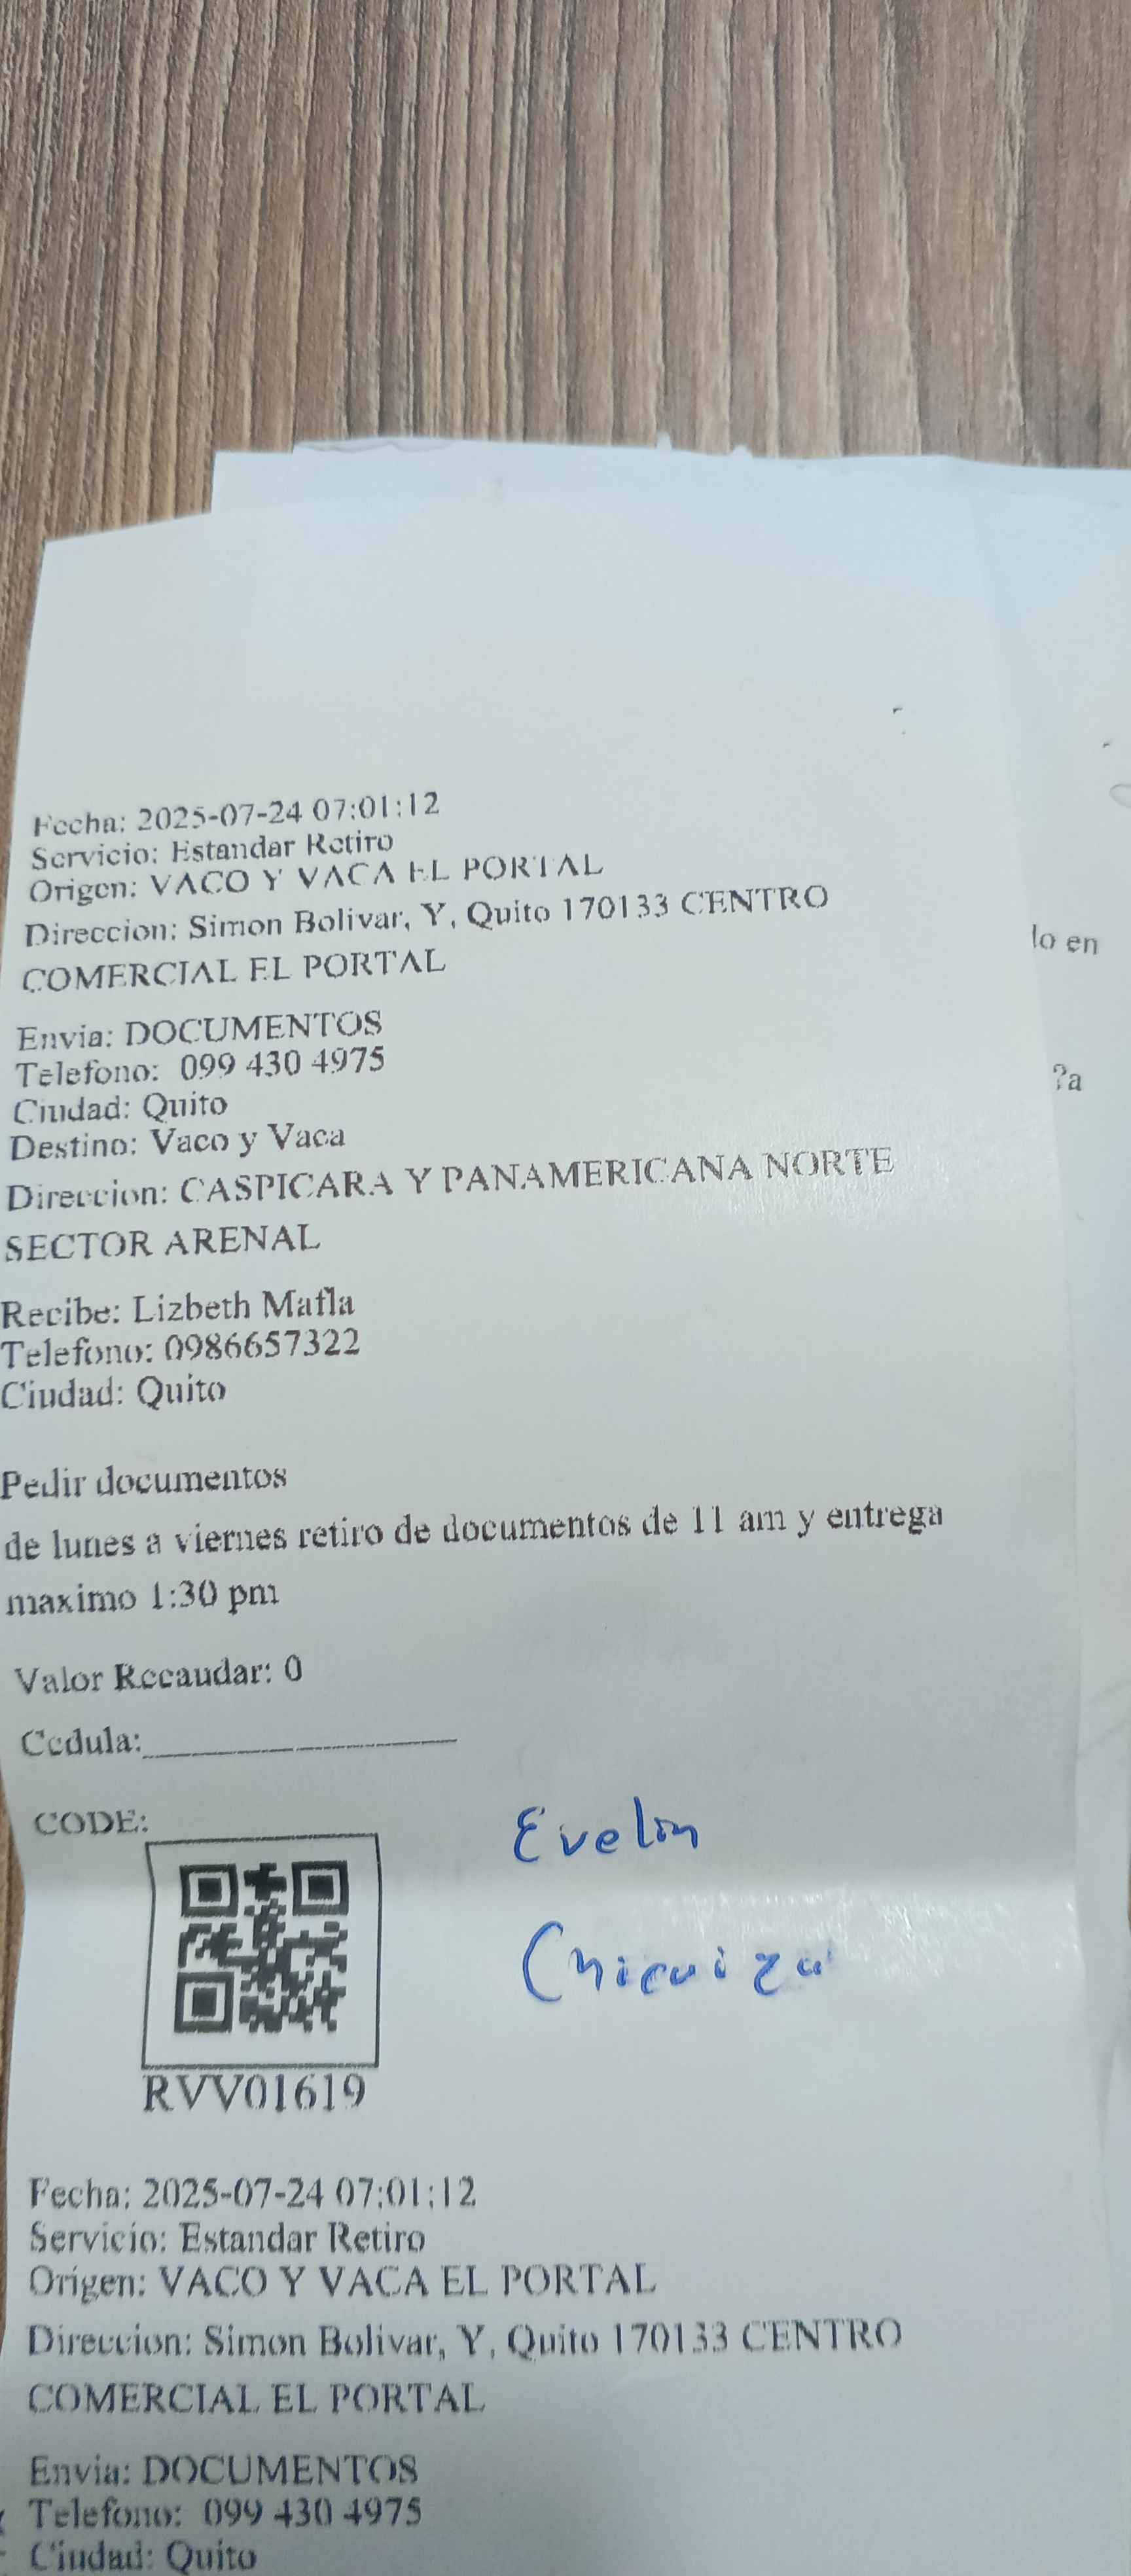 Fecha: 2025-07-24 07:01:12
Servicio: Estandar Retiro
Origen: VACO Y VACA EL PORTAL
Direccion: Simon Bolivar, Y, Quito 170133 CENTRO
COMERCIAL EL PORTAL
Envia: DOCUMENTOS
Telefono: 099 430 4975
Ciudad: Quito
Destino: Vaco y Vaca
Direccion: CASPICARA Y PANAMERICANA NORTE
SECTOR ARENAL
Recibe: Lizbeth Mafla
Telefono: 0986657322
Ciudad: Quito
Pedir documentos
de lunes a viernes retiro de documentos de 11 am y entrega
maximo 1:30 pm
Valor Recaudar: 0
Cedula:
CODE:
Evelin
RVV01619
Fecha: 2025-07-24 07:01:12
Servicio: Estandar Retiro
Origen: VACO Y VACA EL PORTAL
Direccion: Simon Bolivar, Y, Quito 170133 CENTRO
COMERCIAL EL PORTAL
Envia: DOCUMENTOS
Telefono: 099 430 4975
Ciudad: Quito
lo en
?a